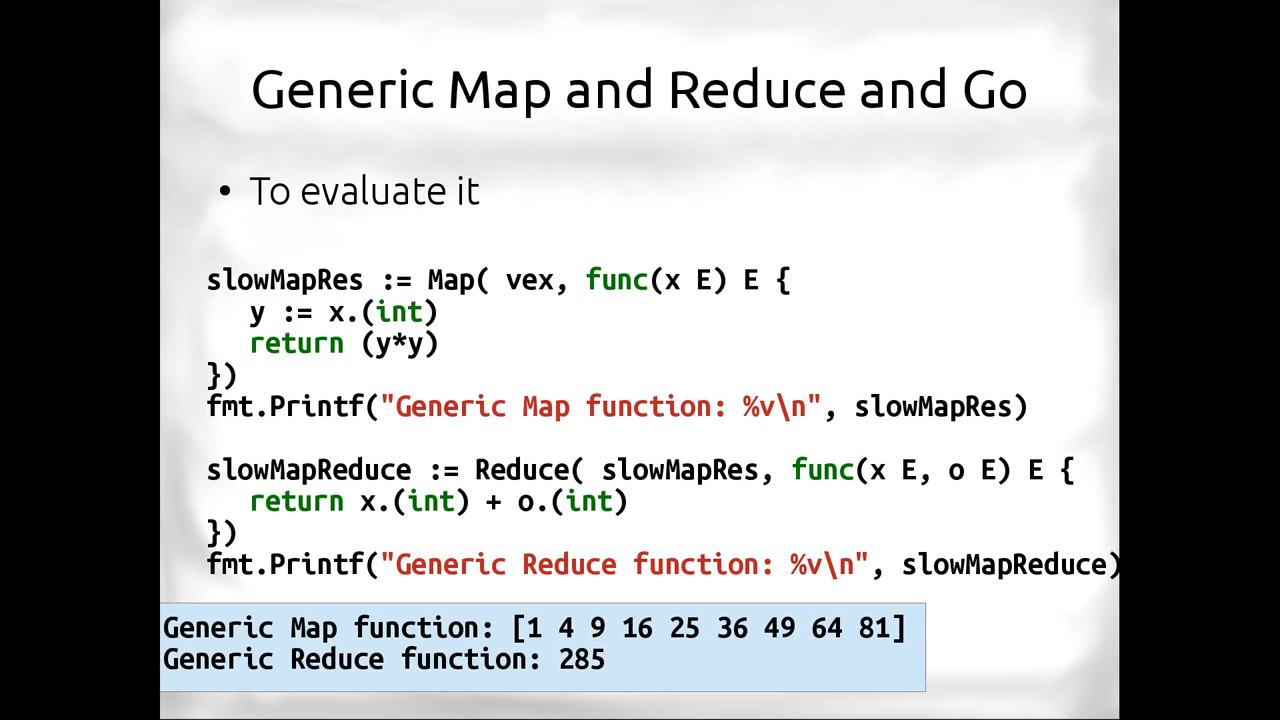 Generic Map and Reduce and Go
• To evaluate it
slowMapRes := Map( vex, func(x E) E {
y := x.(int)
return (y*y)
})
fmt.Printf("Generic Map function: %v\n", slowMapRes)
slowMapReduce := Reduce( slowMapRes, func(x E, o E) E {
return x.(int) + o.(int)
})
fmt.Printf("Generic Reduce function: %v\n", slowMapReduce)
Generic Map function: [1 4 9 16 25 36 49 64 81]
Generic Reduce function: 285